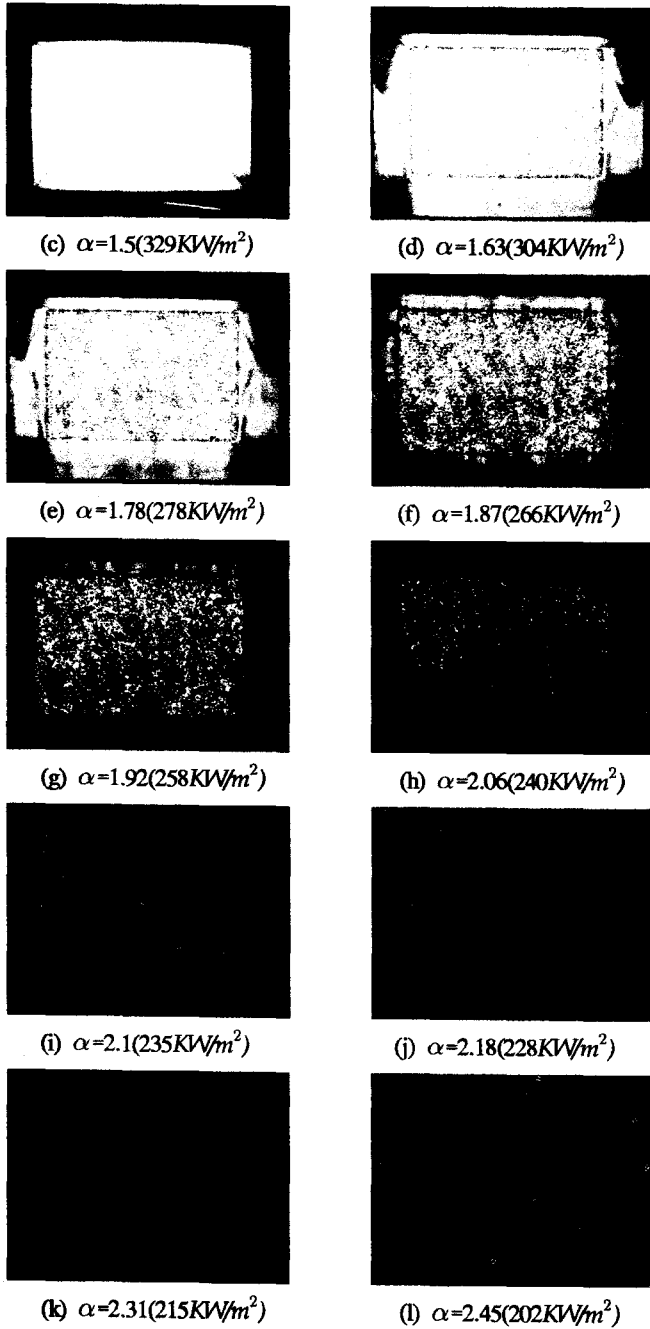 (c) α=1.5(329KW/m²)
(d) α=1.63(304KW/m²)
(e) α=1.78(278KW/m²)
(f) α=1.87(266KW/m²)
(g) α=1.92(258KW/m²)
(h) α=2.06(240KW/m²)
(i) α=2.1(235KW/m²)
(j) α=2.18(228KW/m²)
(k) α=2.31(215KW/m²)
(l) α=2.45(202KW/m²)